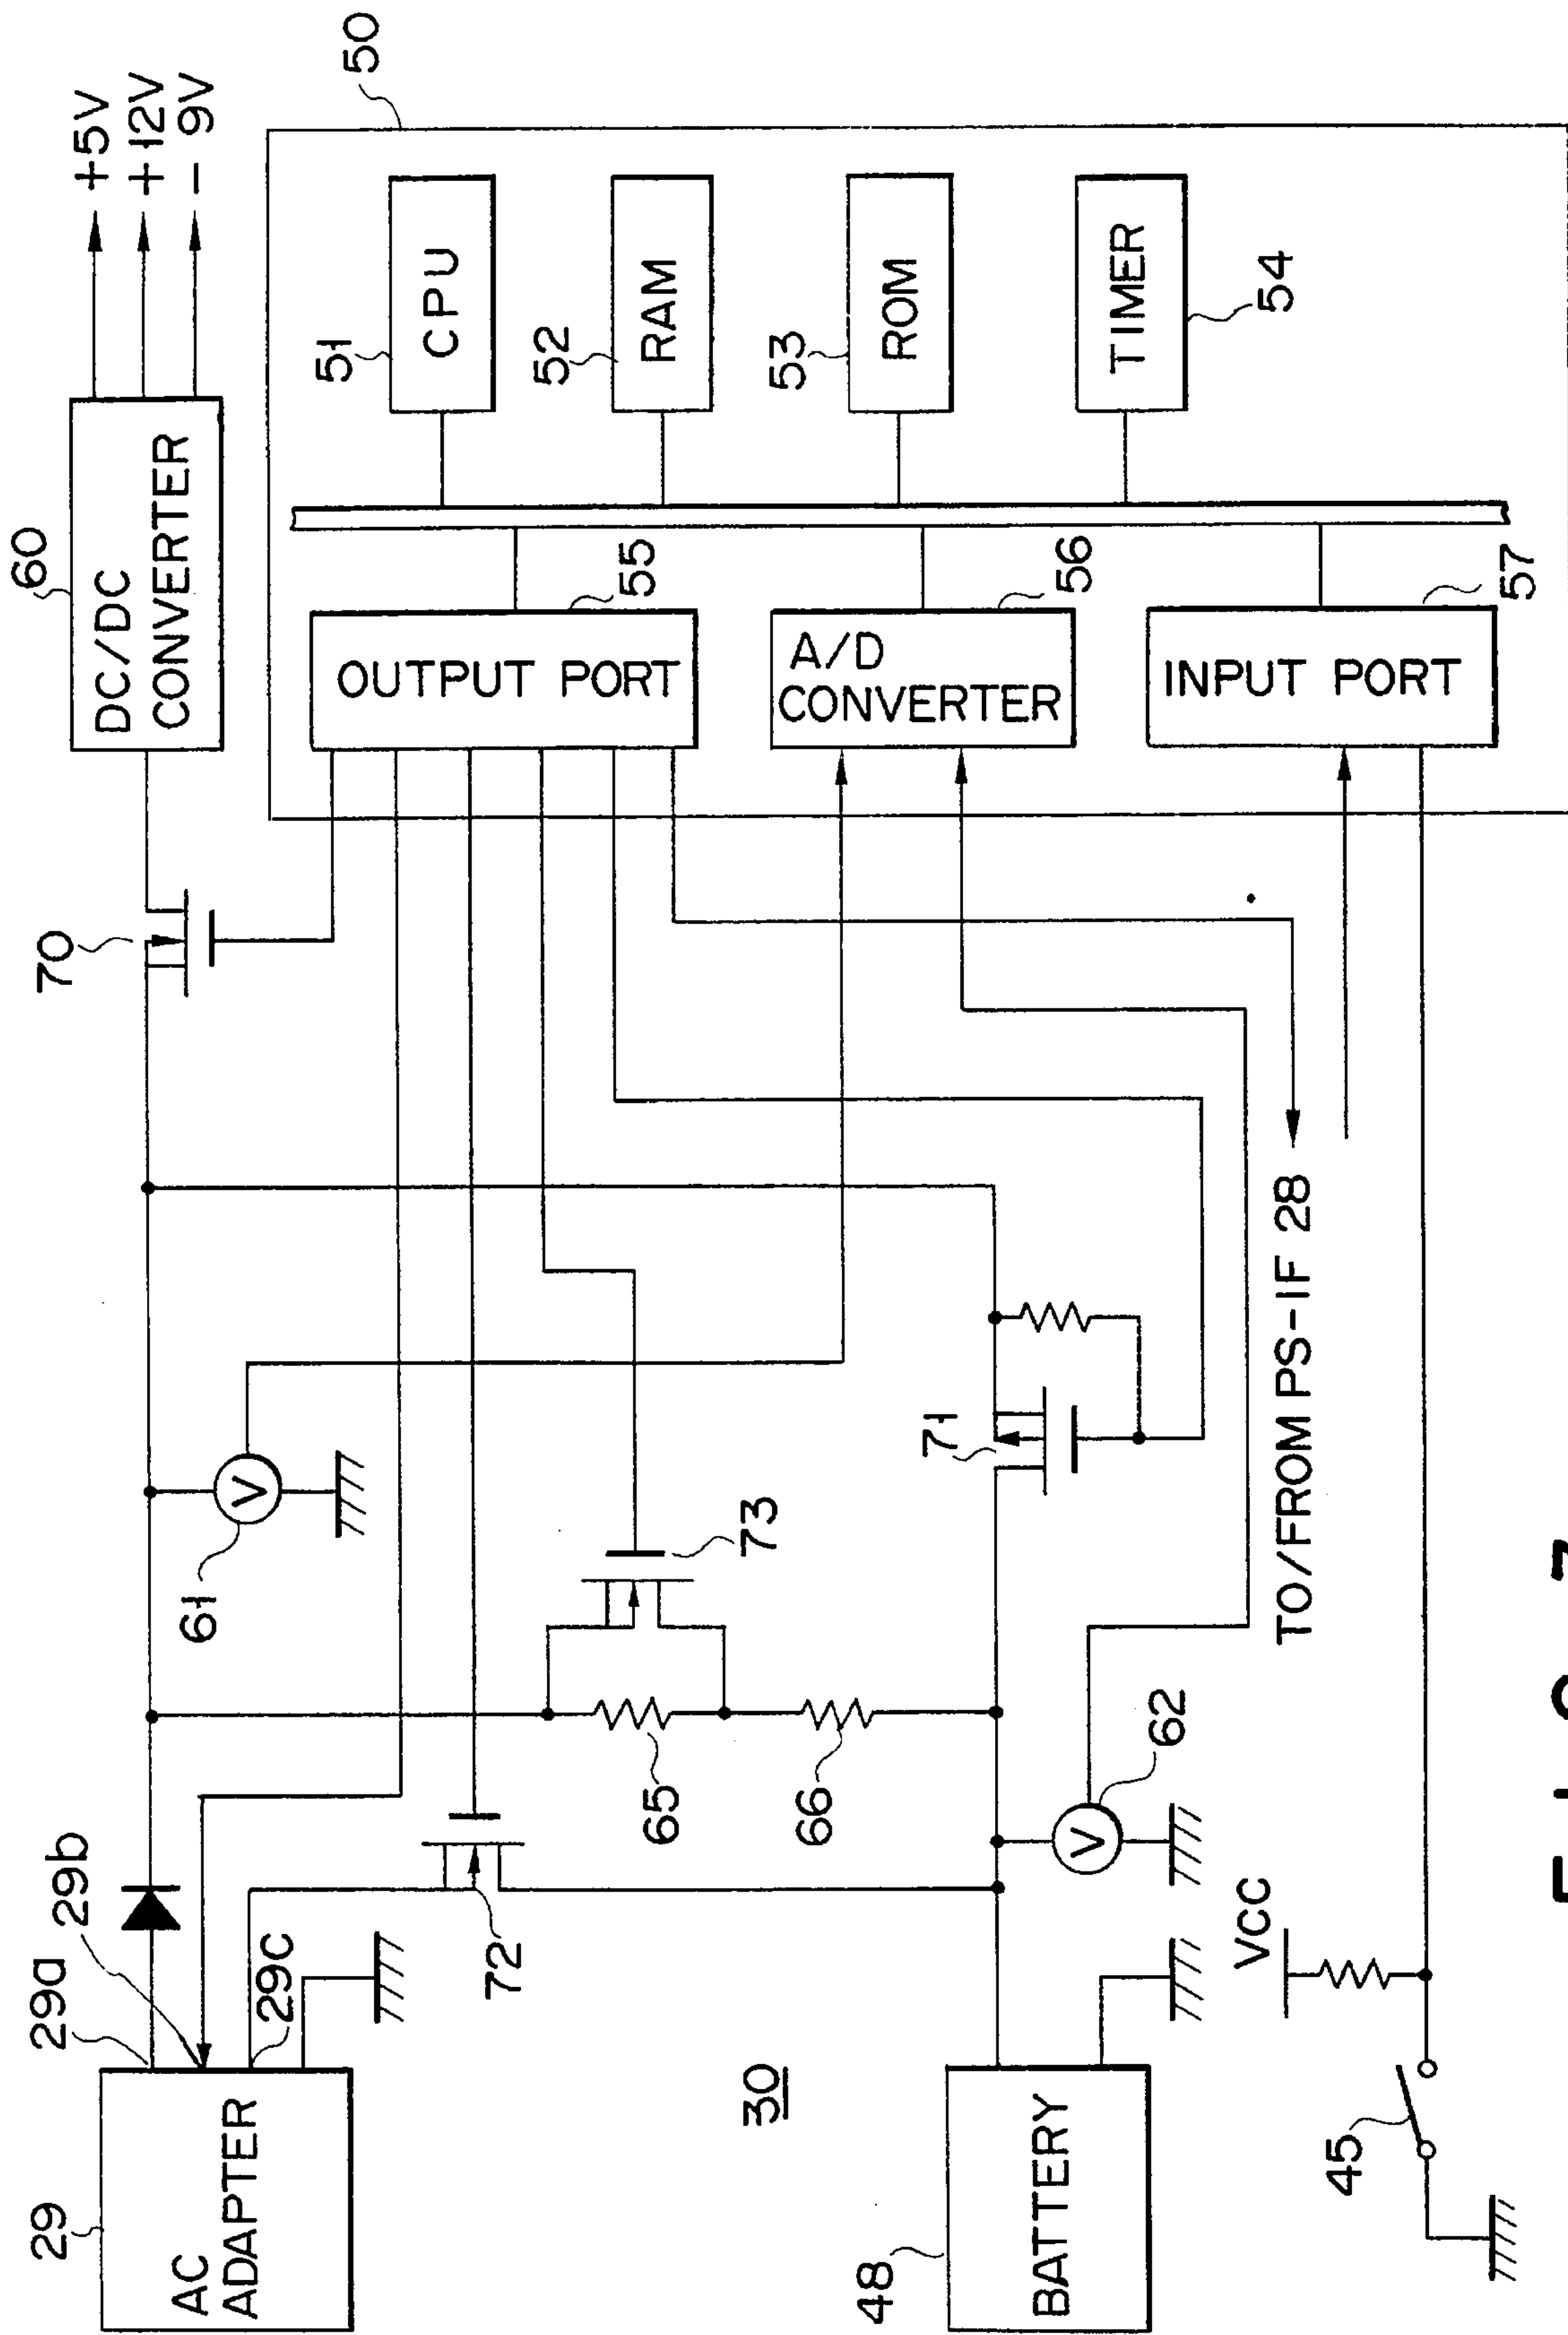 29
AC
ADAPTER
29a
29b
29c
61
70
60
DC/DC
CONVERTER
+5V
+12V
-9V
72
73
65
66
30
48
BATTERY
62
71
VCC
45
TO/FROM PS-IF 28
50
OUTPUT PORT
55
A/D
CONVERTER
56
INPUT PORT
57
51
CPU
52
RAM
53
ROM
TIMER
54
V
V